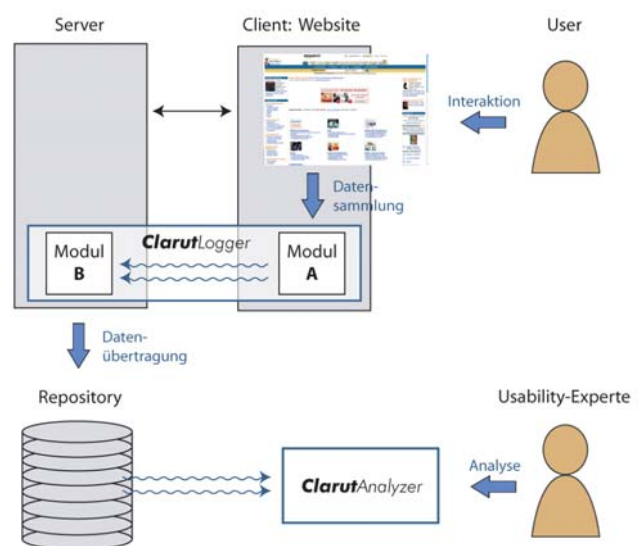 Server
Client: Website
User
Interaktion
Daten-
sammlung
ClarutLogger
Modul
B
Modul
A
Daten-
übertragung
Repository
Usability-Experte
ClarutAnalyzer
Analyse